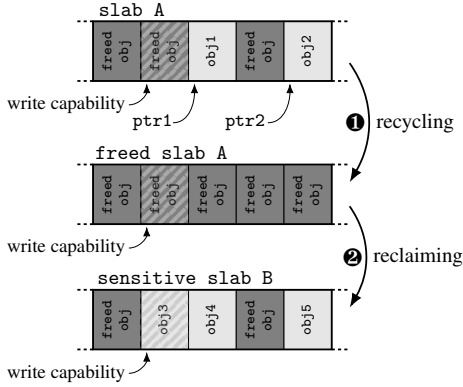 slab A
freed obj
freed obj
obj1
freed obj
obj2
write capability
ptr1
ptr2
❶ recycling
freed slab A
freed obj
freed obj
freed obj
freed obj
freed obj
write capability
❷ reclaiming
sensitive slab B
freed obj
obj3
obj4
freed obj
obj5
write capability